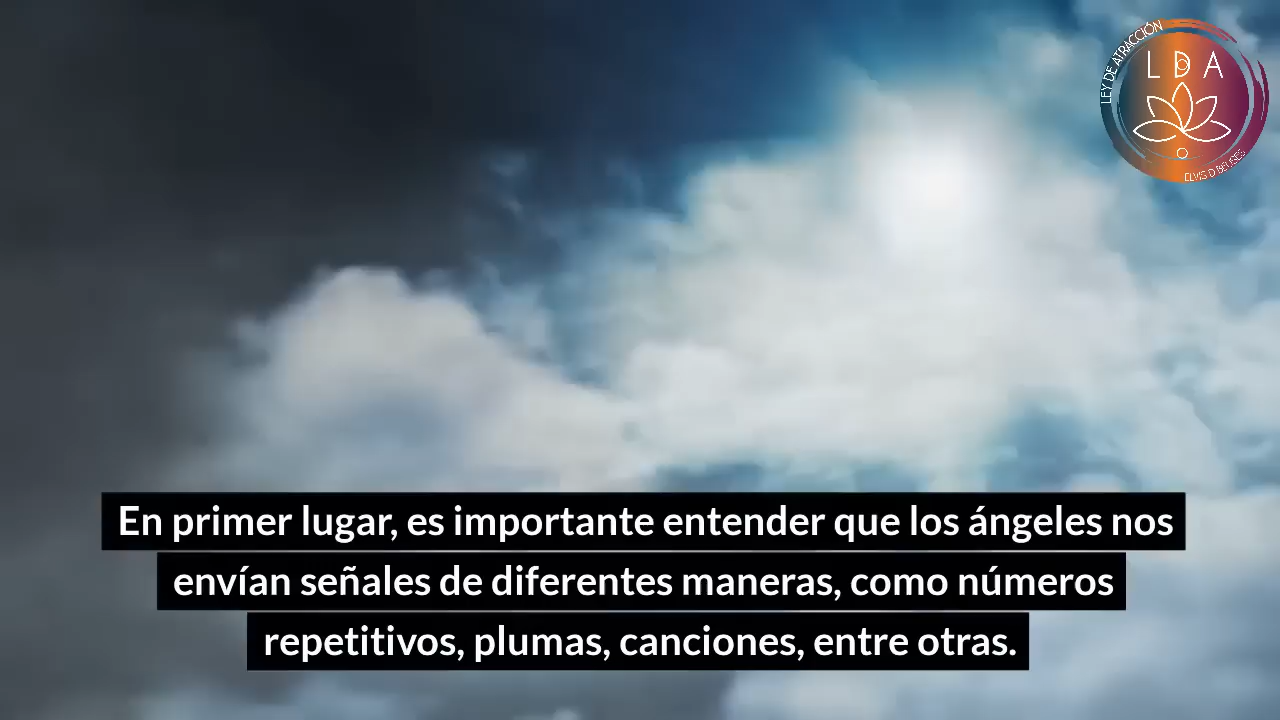 LEY DE ATRACCIÓN
LDA
En primer lugar, es importante entender que los ángeles nos
envían señales de diferentes maneras, como números
repetitivos, plumas, canciones, entre otras.